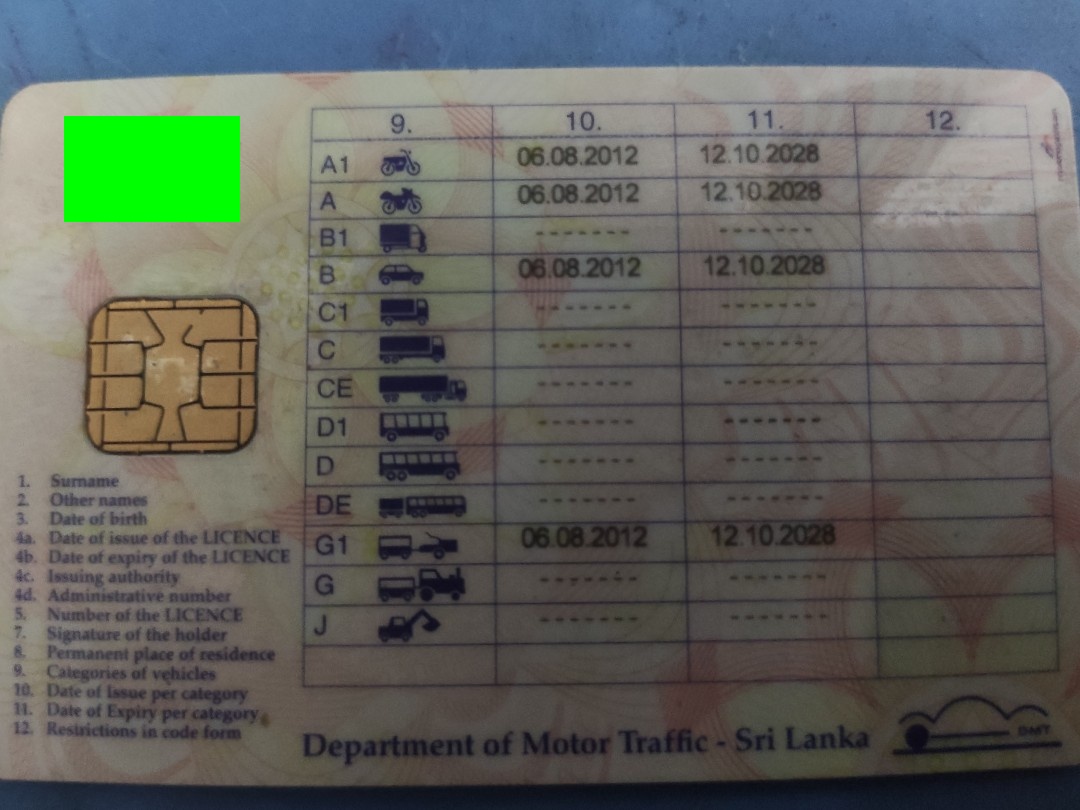 9. 10. 11. 12.
A1 06.08.2012 12.10.2028
A 06.08.2012 12.10.2028
B1 ------- -------
B 06.08.2012 12.10.2028
C1 ------- -------
C ------- -------
CE ------- -------
D1 ------- -------
D ------- -------
DE ------- -------
G1 06.08.2012 12.10.2028
G ------- -------
J ------- -------
1. Surname
2. Other names
3. Date of birth
4a. Date of issue of the LICENCE
4b. Date of expiry of the LICENCE
4c. Issuing authority
4d. Administrative number
5. Number of the LICENCE
7. Signature of the holder
8. Permanent place of residence
9. Categories of vehicles
10. Date of Issue per category
11. Date of Expiry per category
12. Restrictions in code form
Department of Motor Traffic - Sri Lanka
DMT